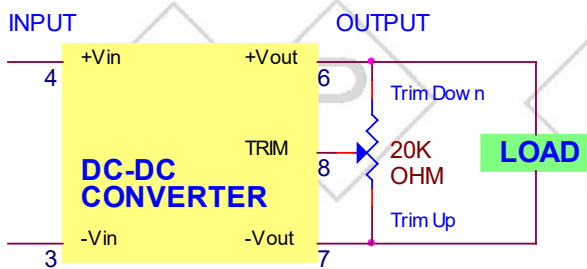 INPUT
OUTPUT
+Vin
+Vout
4
6
Trim Down
TRIM
8
20K
OHM
LOAD
DC-DC
CONVERTER
Trim Up
-Vin
-Vout
3
7